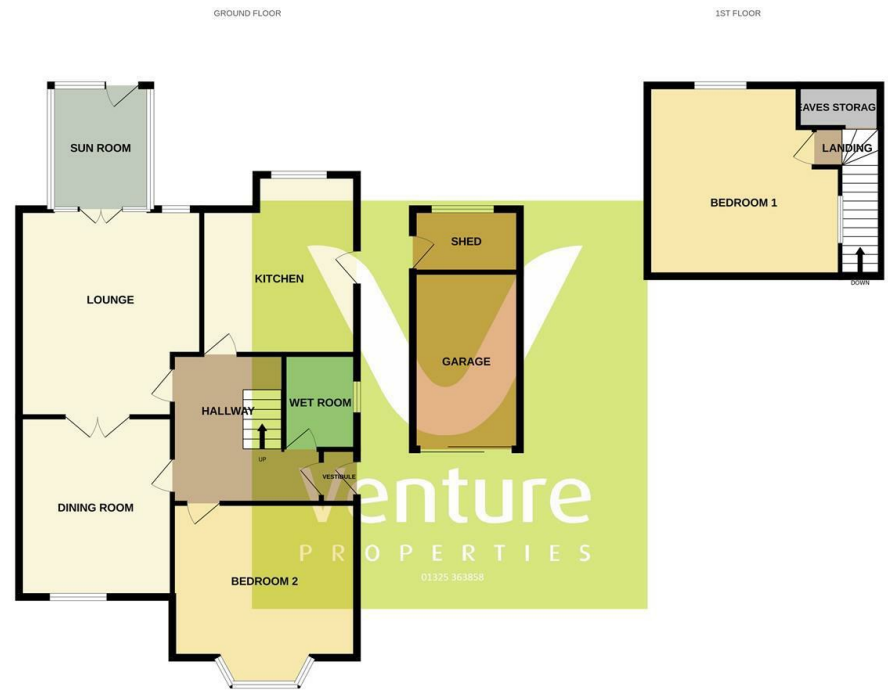 GROUND FLOOR
1ST FLOOR
SUN ROOM
EAVES STORAG
LANDING
BEDROOM 1
DOWN
SHED
KITCHEN
LOUNGE
GARAGE
HALLWAY
WET ROOM
UP
VESTIBULE
DINING ROOM
BEDROOM 2
venture
PROPERTIES
01325 363858